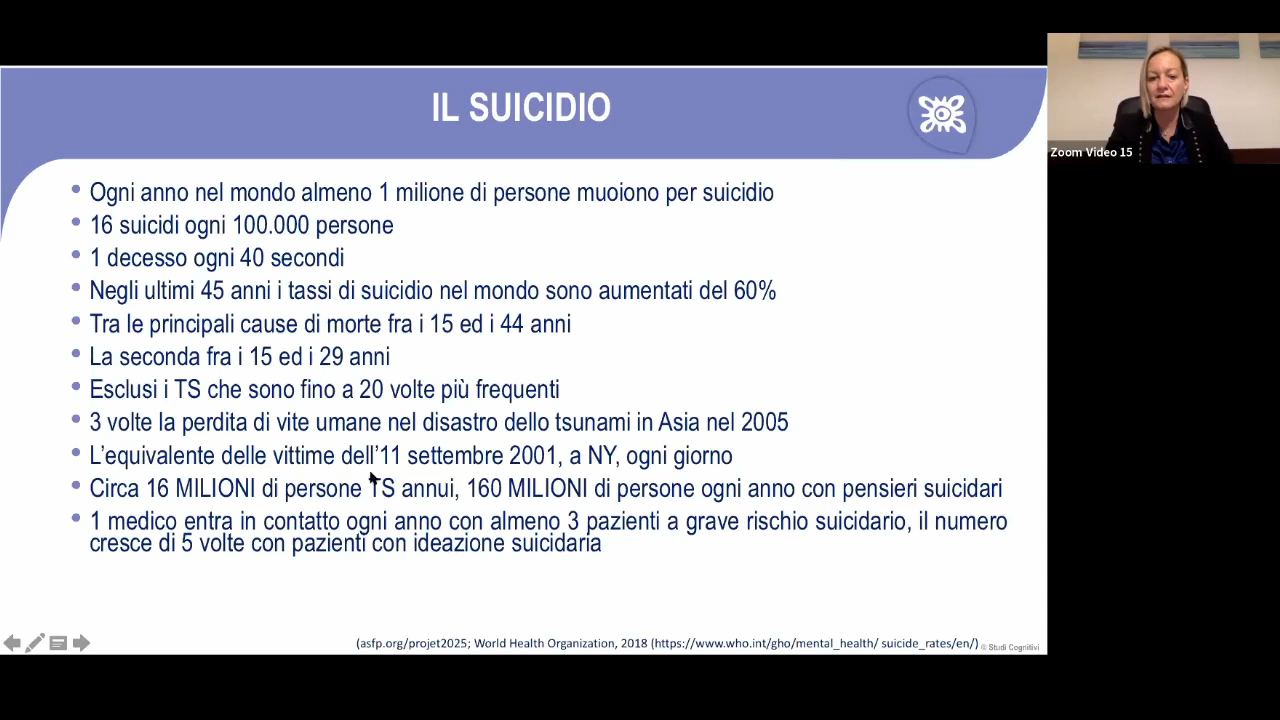 IL SUICIDIO
Zoom Video 15
Ogni anno nel mondo almeno 1 milione di persone muoiono per suicidio
16 suicidi ogni 100.000 persone
1 decesso ogni 40 secondi
Negli ultimi 45 anni i tassi di suicidio nel mondo sono aumentati del 60%
Tra le principali cause di morte fra i 15 ed i 44 anni
La seconda fra i 15 ed i 29 anni
Esclusi i TS che sono fino a 20 volte più frequenti
3 volte la perdita di vite umane nel disastro dello tsunami in Asia nel 2005
L’equivalente delle vittime dell’11 settembre 2001, a NY, ogni giorno
Circa 16 MILIONI di persone TS annui, 160 MILIONI di persone ogni anno con pensieri suicidari
1 medico entra in contatto ogni anno con almeno 3 pazienti a grave rischio suicidario, il numero
cresce di 5 volte con pazienti con ideazione suicidaria
(asfp.org/projet2025; World Health Organization, 2018 (https://www.who.int/gho/mental_health/ suicide_rates/en/)
© Studi Cognitivi